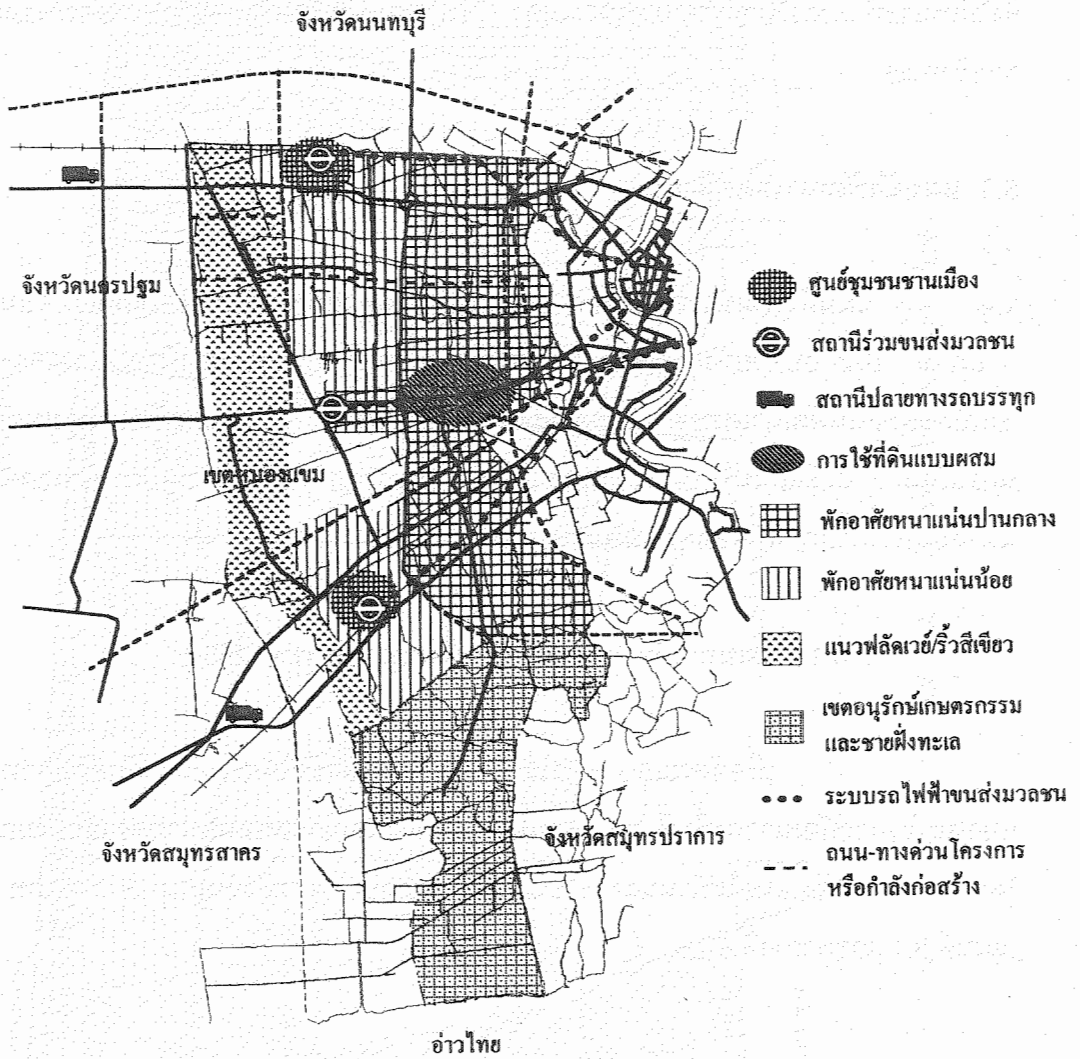 จังหวัดนนทบุรี
จังหวัดนครปฐม
เขตหนองแขม
จังหวัดสมุทรสาคร
จังหวัดสมุทรปราการ
อ่าวไทย
ศูนย์ชุมชนชานเมือง
สถานีร่วมขนส่งมวลชน
สถานีปลายทางรถบรรทุก
การใช้ที่ดินแบบผสม
พักอาศัยหนาแน่นปานกลาง
พักอาศัยหนาแน่นน้อย
แนวฟลัดเวย์/ริ้วสีเขียว
เขตอนุรักษ์เกษตรกรรม
และชายฝั่งทะเล
ระบบรถไฟฟ้าขนส่งมวลชน
ถนน-ทางด่วนโครงการ
หรือกำลังก่อสร้าง